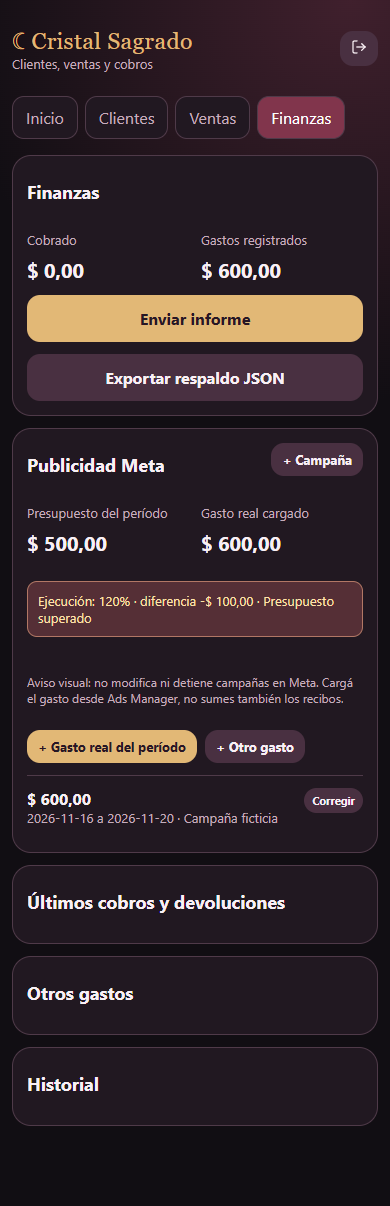 Cristal Sagrado
Clientes, ventas y cobros
Inicio
Clientes
Ventas
Finanzas
Finanzas
Cobrado
Gastos registrados
$ 0,00
$ 600,00
Enviar informe
Exportar respaldo JSON
Publicidad Meta
+ Campaña
Presupuesto del período
Gasto real cargado
$ 500,00
$ 600,00
Ejecución: 120% · diferencia -$ 100,00 · Presupuesto
superado
Aviso visual: no modifica ni detiene campañas en Meta. Cargá
el gasto desde Ads Manager, no sumes también los recibos.
+ Gasto real del período
+ Otro gasto
$ 600,00
Corregir
2026-11-16 a 2026-11-20 · Campaña ficticia
Últimos cobros y devoluciones
Otros gastos
Historial